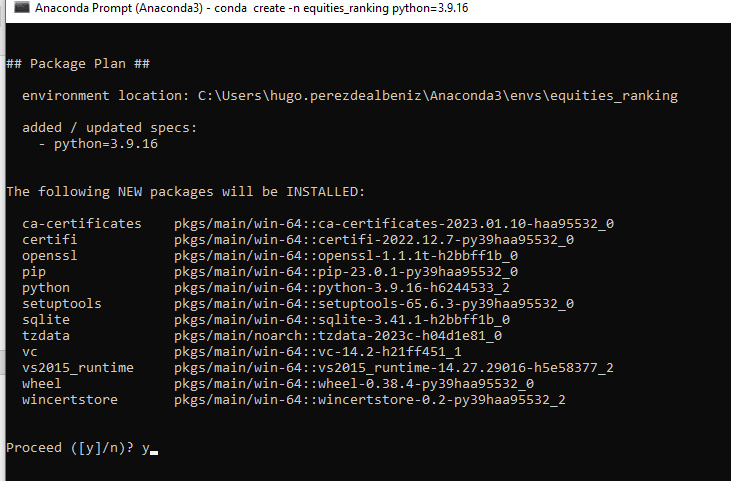 Anaconda Prompt (Anaconda3) - conda  create -n equities_ranking python=3.9.16
## Package Plan ##
environment location: C:\Users\hugo.perezdealbeniz\Anaconda3\envs\equities_ranking
added / updated specs:
- python=3.9.16
The following NEW packages will be INSTALLED:
ca-certificates    pkgs/main/win-64::ca-certificates-2023.01.10-haa95532_0
certifi            pkgs/main/win-64::certifi-2022.12.7-py39haa95532_0
openssl            pkgs/main/win-64::openssl-1.1.1t-h2bbff1b_0
pip                pkgs/main/win-64::pip-23.0.1-py39haa95532_0
python             pkgs/main/win-64::python-3.9.16-h6244533_2
setuptools         pkgs/main/win-64::setuptools-65.6.3-py39haa95532_0
sqlite             pkgs/main/win-64::sqlite-3.41.1-h2bbff1b_0
tzdata             pkgs/main/noarch::tzdata-2023c-h04d1e81_0
vc                 pkgs/main/win-64::vc-14.2-h21ff451_1
vs2015_runtime     pkgs/main/win-64::vs2015_runtime-14.27.29016-h5e58377_2
wheel              pkgs/main/win-64::wheel-0.38.4-py39haa95532_0
wincertstore       pkgs/main/win-64::wincertstore-0.2-py39haa95532_2
Proceed ([y]/n)? y